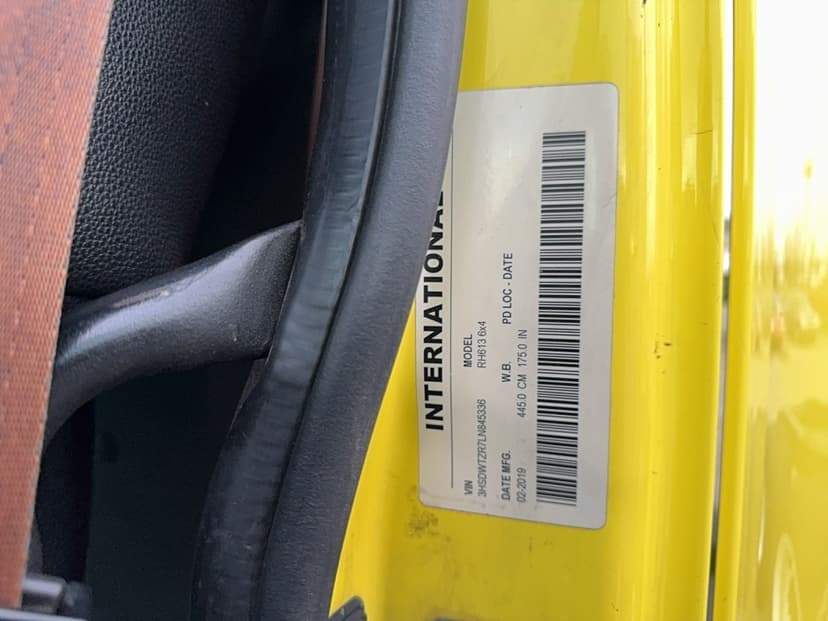 INTERNATIONAL
VIN MODEL
3HSDWTZR7LN845336 RH613 6x4
DATE MFG. W.B. PD LOC - DATE
02-2019 445.0 CM 175.0 IN